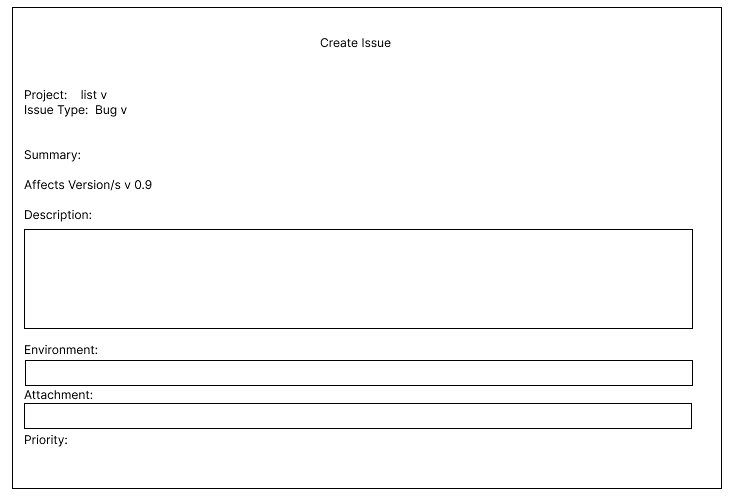 Create Issue
Project: list v
Issue Type: Bug v
Summary:
Affects Version/s v 0.9
Description:
Environment:
Attachment:
Priority: